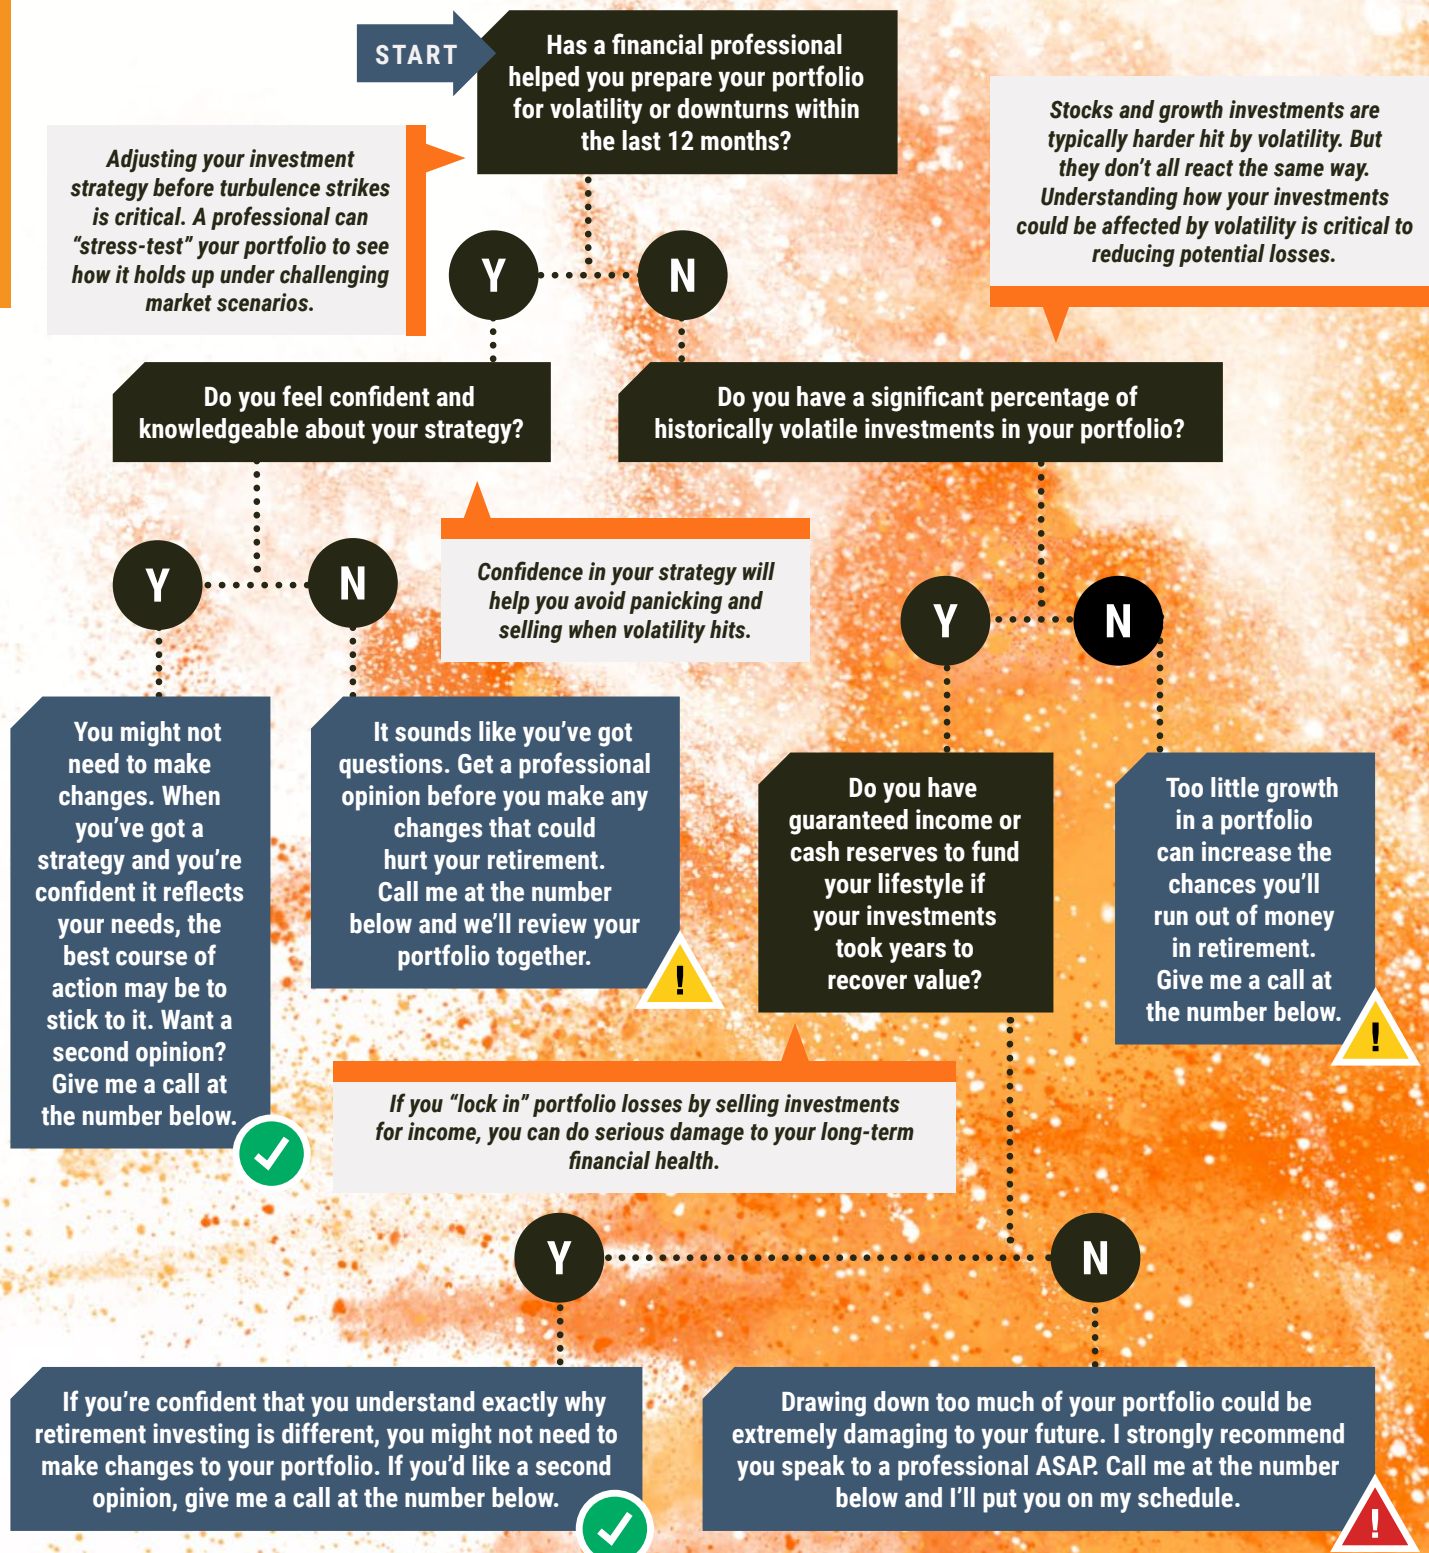 START
Has a financial professional
helped you prepare your portfolio
for volatility or downturns within
the last 12 months?
Adjusting your investment
strategy before turbulence strikes
is critical. A professional can
“stress-test” your portfolio to see
how it holds up under challenging
market scenarios.
Stocks and growth investments are
typically harder hit by volatility. But
they don’t all react the same way.
Understanding how your investments
could be affected by volatility is critical to
reducing potential losses.
Y
N
Do you feel confident and
knowledgeable about your strategy?
Do you have a significant percentage of
historically volatile investments in your portfolio?
Confidence in your strategy will
help you avoid panicking and
selling when volatility hits.
Y
N
Y
N
You might not
need to make
changes. When
you’ve got a
strategy and you’re
confident it reflects
your needs, the
best course of
action may be to
stick to it. Want a
second opinion?
Give me a call at
the number below.
It sounds like you’ve got
questions. Get a professional
opinion before you make any
changes that could
hurt your retirement.
Call me at the number
below and we’ll review your
portfolio together.
!
Do you have
guaranteed income or
cash reserves to fund
your lifestyle if
your investments
took years to
recover value?
Too little growth
in a portfolio
can increase the
chances you’ll
run out of money
in retirement.
Give me a call at
the number below.
!
If you “lock in” portfolio losses by selling investments
for income, you can do serious damage to your long-term
financial health.
Y
N
If you’re confident that you understand exactly why
retirement investing is different, you might not need to
make changes to your portfolio. If you’d like a second
opinion, give me a call at the number below.
Drawing down too much of your portfolio could be
extremely damaging to your future. I strongly recommend
you speak to a professional ASAP. Call me at the number
below and I’ll put you on my schedule.
!